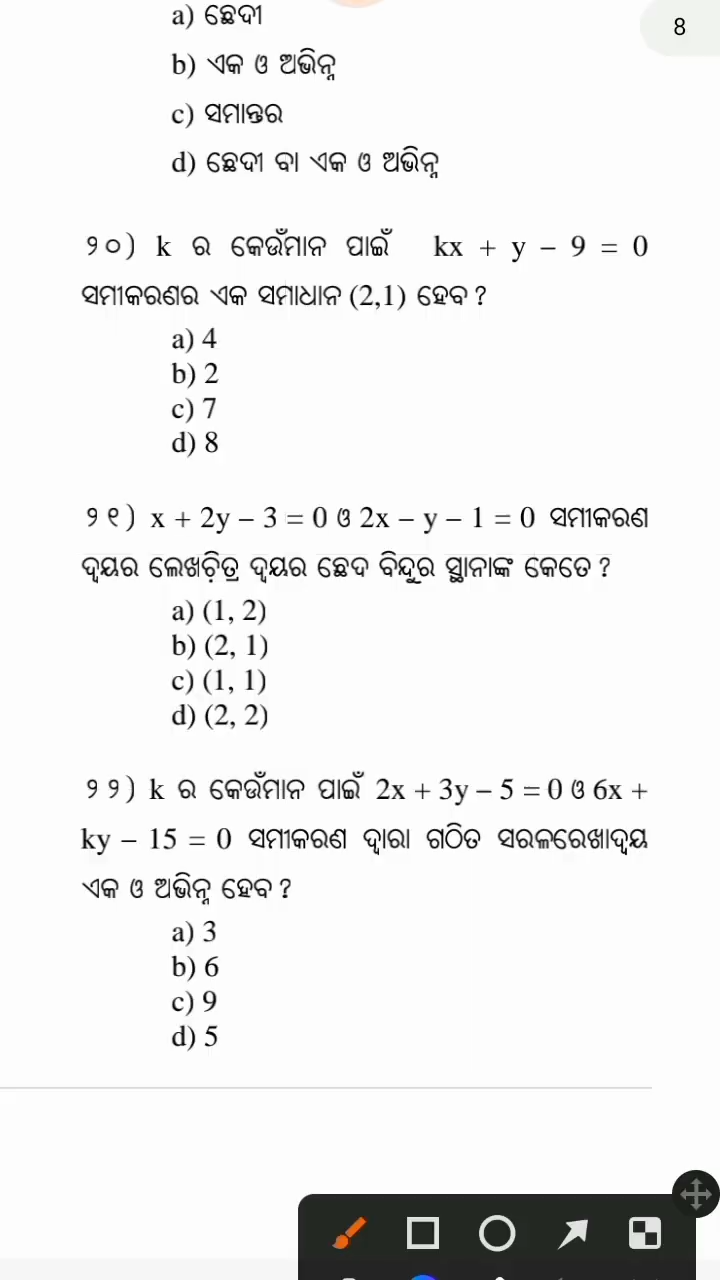 8
a) ଛେଦୀ
b) ଏକ ଓ ଅଭିନ୍ନ
c) ସମାନ୍ତର
d) ଛେଦୀ ବା ଏକ ଓ ଅଭିନ୍ନ
୨୦) k ର କେଉଁମାନ ପାଇଁ kx + y – 9 = 0
ସମୀକରଣର ଏକ ସମାଧାନ (2,1) ହେବ ?
a) 4
b) 2
c) 7
d) 8
୨୧) x + 2y – 3 = 0 ଓ 2x – y – 1 = 0 ସମୀକରଣ
ଦ୍ୱୟର ଲେଖଚିତ୍ର ଦ୍ୱୟର ଛେଦ ବିନ୍ଦୁର ସ୍ଥାନାଙ୍କ କେତେ ?
a) (1, 2)
b) (2, 1)
c) (1, 1)
d) (2, 2)
୨୨) k ର କେଉଁମାନ ପାଇଁ 2x + 3y – 5 = 0 ଓ 6x +
ky – 15 = 0 ସମୀକରଣ ଦ୍ୱାରା ଗଠିତ ସରଳରେଖାଦ୍ୱୟ
ଏକ ଓ ଅଭିନ୍ନ ହେବ ?
a) 3
b) 6
c) 9
d) 5